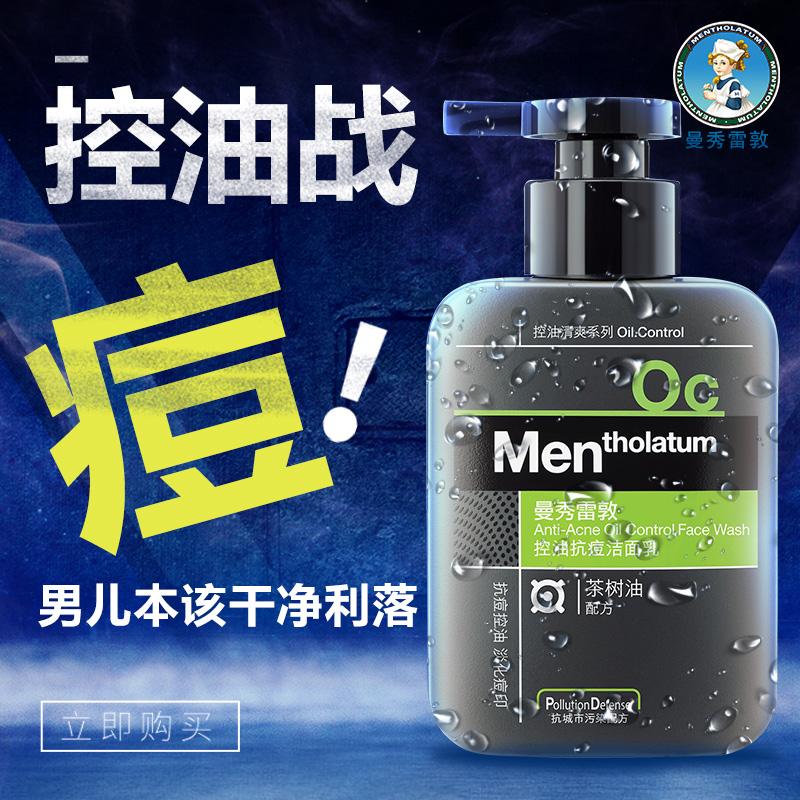 控油战
痘!
男儿本该干净利落
立即购买
MENTHOLATUM MENTHOLATUM MENTHOLATUM MENTHOLATUM
曼秀雷敦
控油清爽系列 Oil.Control
Oc
Mentholatum
曼秀雷敦
Anti-Acne Oil Control Face Wash
控油抗痘洁面乳
茶树油
配方
抗痘控油 淡化痘印
PollutionDefense
抗城市污染配方